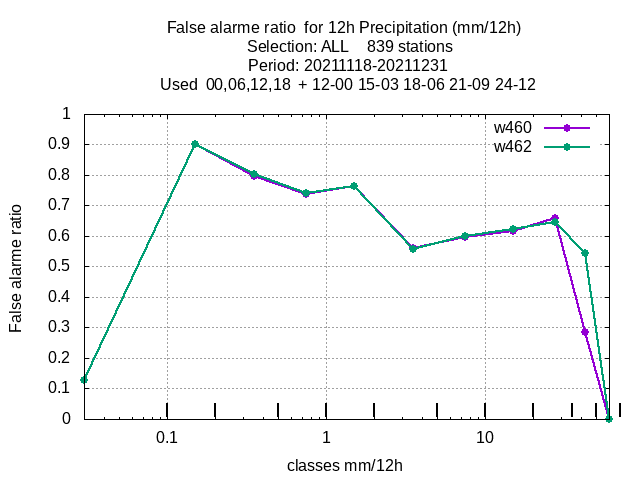 False alarme ratio  for 12h Precipitation (mm/12h)
Selection: ALL    839 stations
Period: 20211118-20211231
Used  00,06,12,18  + 12-00 15-03 18-06 21-09 24-12
w460
w462
1
0.9
0.8
0.7
0.6
0.5
0.4
0.3
0.2
0.1
0
False alarme ratio
0.1 1 10
classes mm/12h